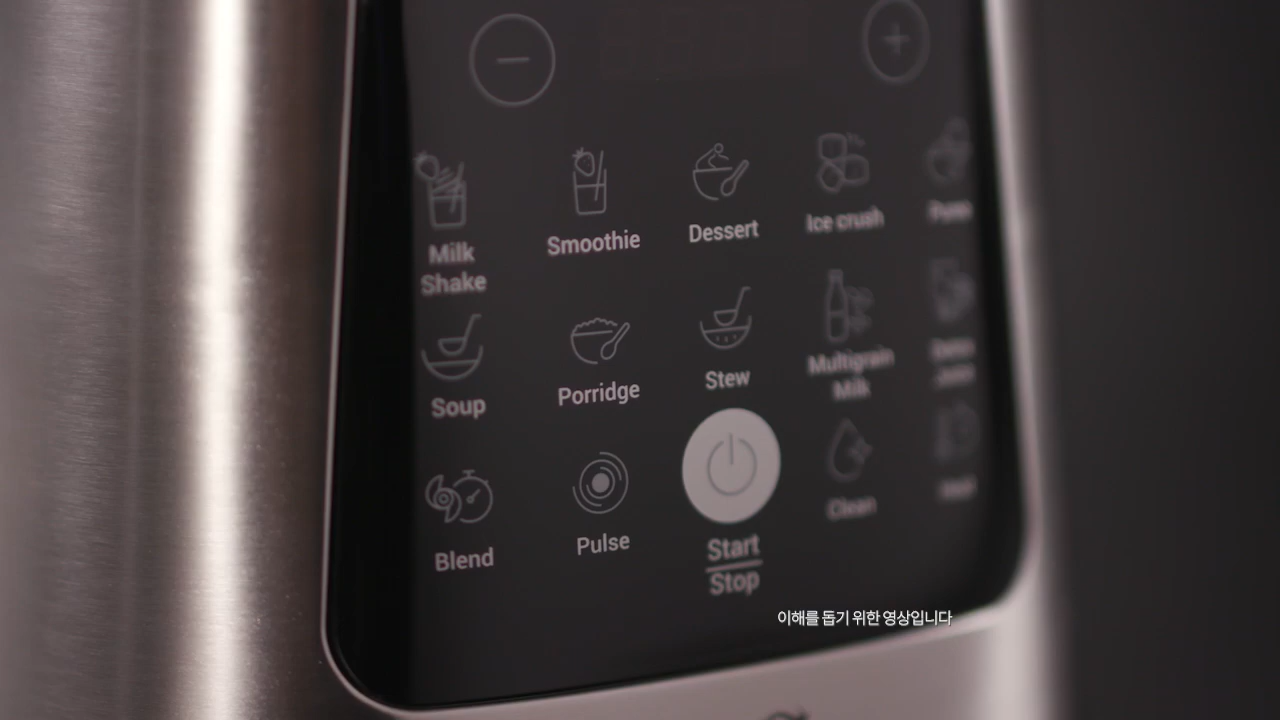 Milk
Shake
Smoothie
Dessert
Ice crush
Soup
Porridge
Stew
Multigrain
Milk
Blend
Pulse
Start
Stop
Clean
이해를 돕기 위한 영상입니다